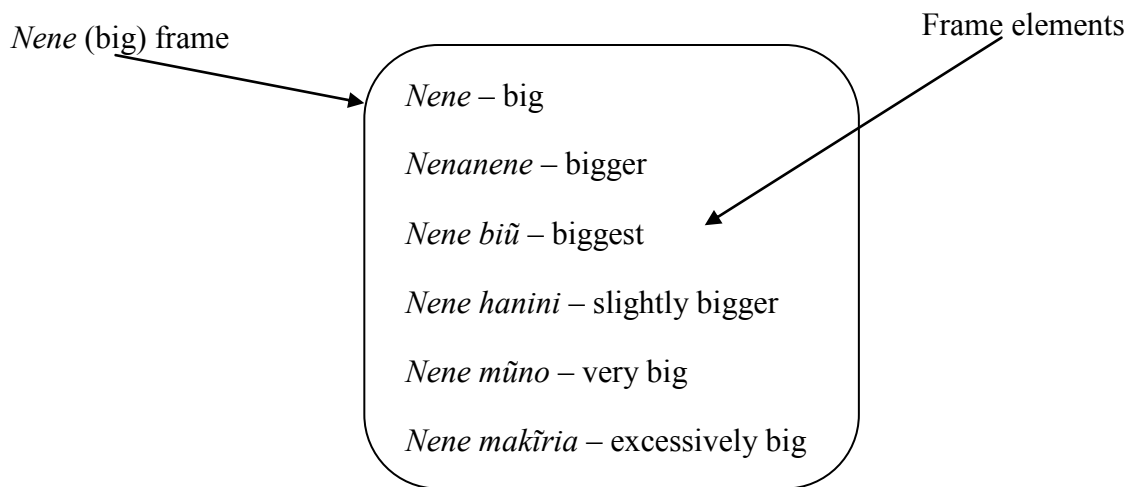 Nene (big) frame
Frame elements
Nene – big
Nenanene – bigger
Nene biũ – biggest
Nene hanini – slightly bigger
Nene mũno – very big
Nene makĩria – excessively big